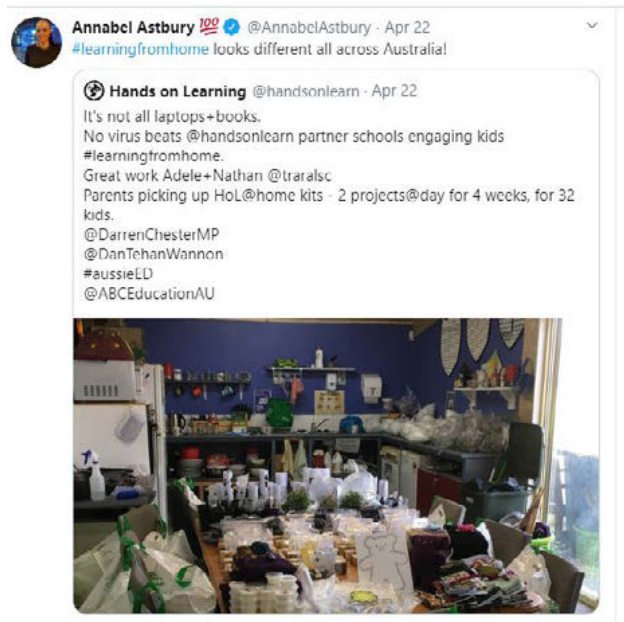 Annabel Astbury 💯 @AnnabelAstbury · Apr 22
#learningfromhome looks different all across Australia!
Hands on Learning @handsonlearn · Apr 22
It's not all laptops+books.
No virus beats @handsonlearn partner schools engaging kids
#learningfromhome.
Great work Adele+Nathan @traralsc
Parents picking up HoL@home kits - 2 projects@day for 4 weeks, for 32
kids.
@DarrenChesterMP
@DanTehanWannon
#aussieED
@ABCEducationAU